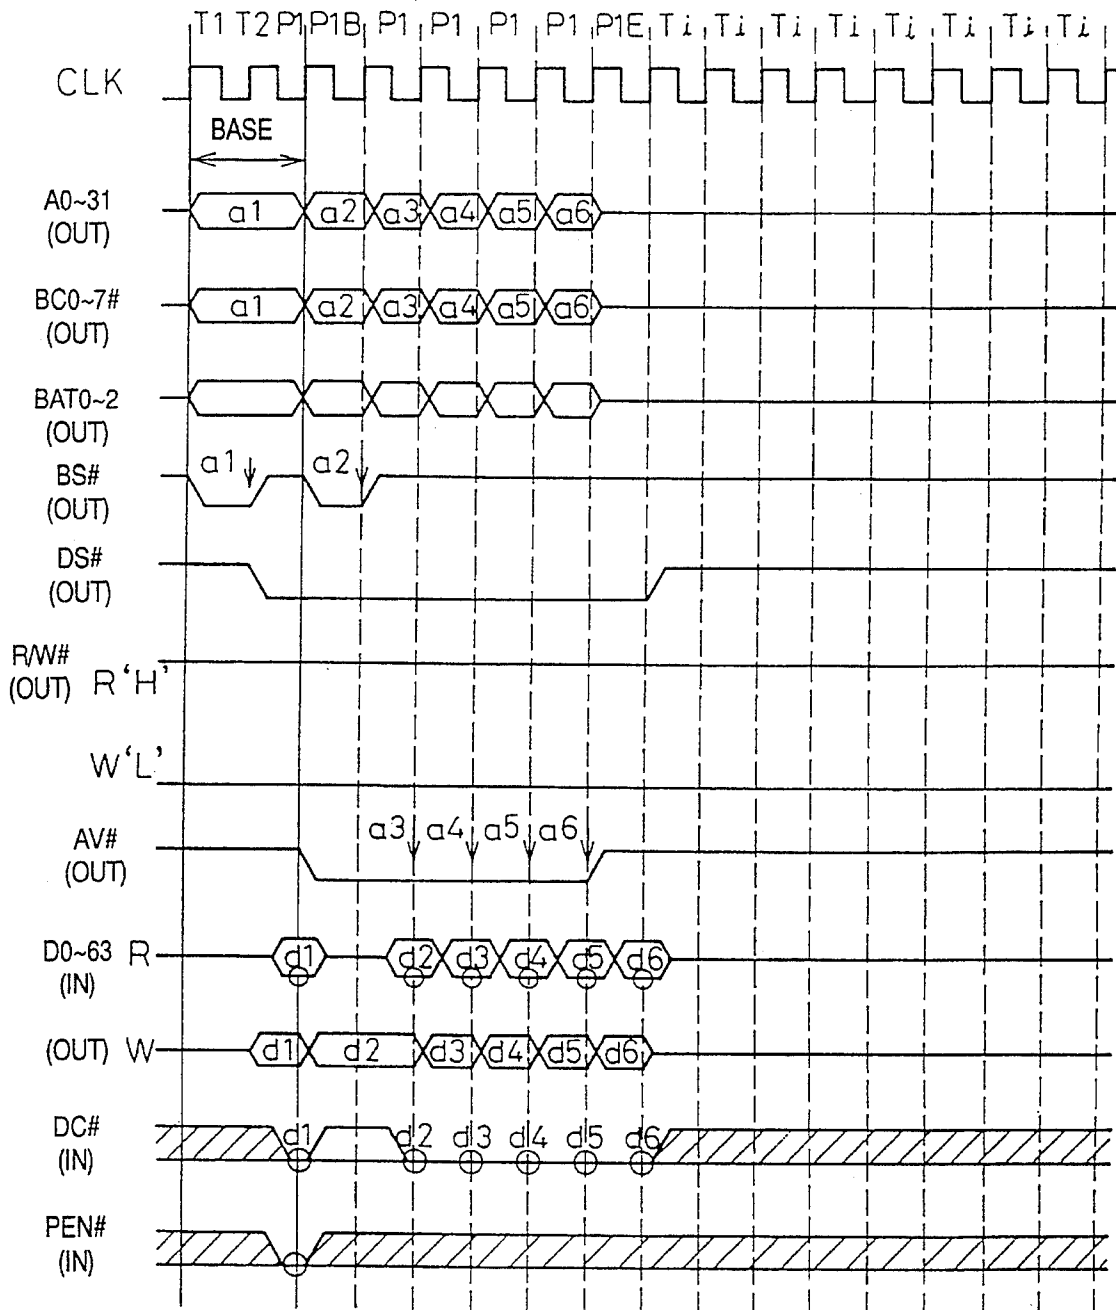 T1 T2 P1 P1B P1 P1 P1 P1 P1E Ti Ti Ti Ti Ti Ti Ti Ti
CLK
BASE
A0~31
(OUT)
a1 a2 a3 a4 a5 a6
BC0~7#
(OUT)
a1 a2 a3 a4 a5 a6
BAT0~2
(OUT)
BS#
(OUT)
a1 a2
DS#
(OUT)
R/W#
(OUT) R 'H'
W 'L'
AV#
(OUT)
a3 a4 a5 a6
D0~63 R
(IN)
d1 d2 d3 d4 d5 d6
(OUT) W d1 d2 d3 d4 d5 d6
DC#
(IN)
d1 d2 d3 d4 d5 d6
PEN#
(IN)